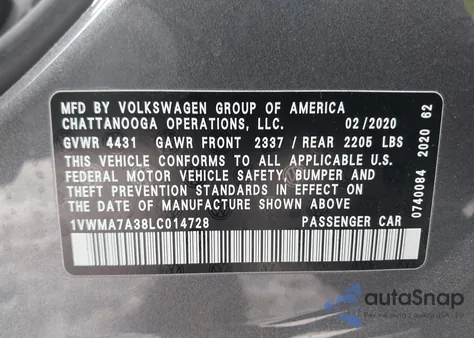 MFD BY VOLKSWAGEN GROUP OF AMERICA
CHATTANOOGA OPERATIONS, LLC. 02/2020
GVWR 4431 GAWR FRONT 2337 / REAR 2205 LBS
THIS VEHICLE CONFORMS TO ALL APPLICABLE U.S.
FEDERAL MOTOR VEHICLE SAFETY, BUMPER AND
THEFT PREVENTION STANDARDS IN EFFECT ON
THE DATE OF MANUFACTURE SHOWN ABOVE
1VWMA7A38LC014728 PASSENGER CAR
0740084 2020 62
autoSnap